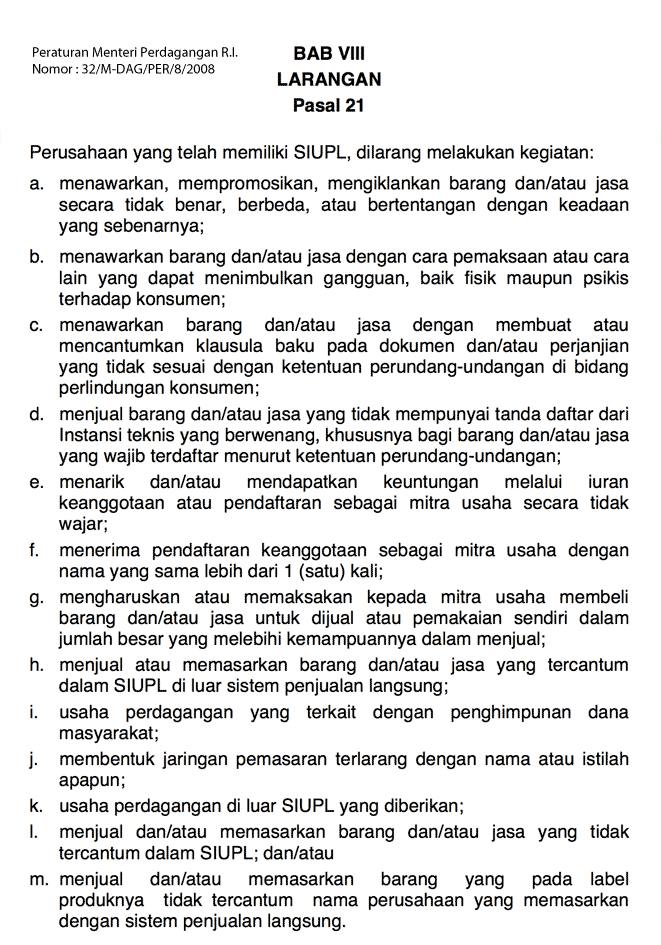 Peraturan Menteri Perdagangan R.I.
Nomor : 32/M-DAG/PER/8/2008
BAB VIII
LARANGAN
Pasal 21
Perusahaan yang telah memiliki SIUPL, dilarang melakukan kegiatan:
a. menawarkan, mempromosikan, mengiklankan barang dan/atau jasa
secara tidak benar, berbeda, atau bertentangan dengan keadaan
yang sebenarnya;
b. menawarkan barang dan/atau jasa dengan cara pemaksaan atau cara
lain yang dapat menimbulkan gangguan, baik fisik maupun psikis
terhadap konsumen;
c. menawarkan barang dan/atau jasa dengan membuat atau
mencantumkan klausula baku pada dokumen dan/atau perjanjian
yang tidak sesuai dengan ketentuan perundang-undangan di bidang
perlindungan konsumen;
d. menjual barang dan/atau jasa yang tidak mempunyai tanda daftar dari
Instansi teknis yang berwenang, khususnya bagi barang dan/atau jasa
yang wajib terdaftar menurut ketentuan perundang-undangan;
e. menarik dan/atau mendapatkan keuntungan melalui iuran
keanggotaan atau pendaftaran sebagai mitra usaha secara tidak
wajar;
f. menerima pendaftaran keanggotaan sebagai mitra usaha dengan
nama yang sama lebih dari 1 (satu) kali;
g. mengharuskan atau memaksakan kepada mitra usaha membeli
barang dan/atau jasa untuk dijual atau pemakaian sendiri dalam
jumlah besar yang melebihi kemampuannya dalam menjual;
h. menjual atau memasarkan barang dan/atau jasa yang tercantum
dalam SIUPL di luar sistem penjualan langsung;
i. usaha perdagangan yang terkait dengan penghimpunan dana
masyarakat;
j. membentuk jaringan pemasaran terlarang dengan nama atau istilah
apapun;
k. usaha perdagangan di luar SIUPL yang diberikan;
l. menjual dan/atau memasarkan barang dan/atau jasa yang tidak
tercantum dalam SIUPL; dan/atau
m. menjual dan/atau memasarkan barang yang pada label
produknya tidak tercantum nama perusahaan yang memasarkan
dengan sistem penjualan langsung.